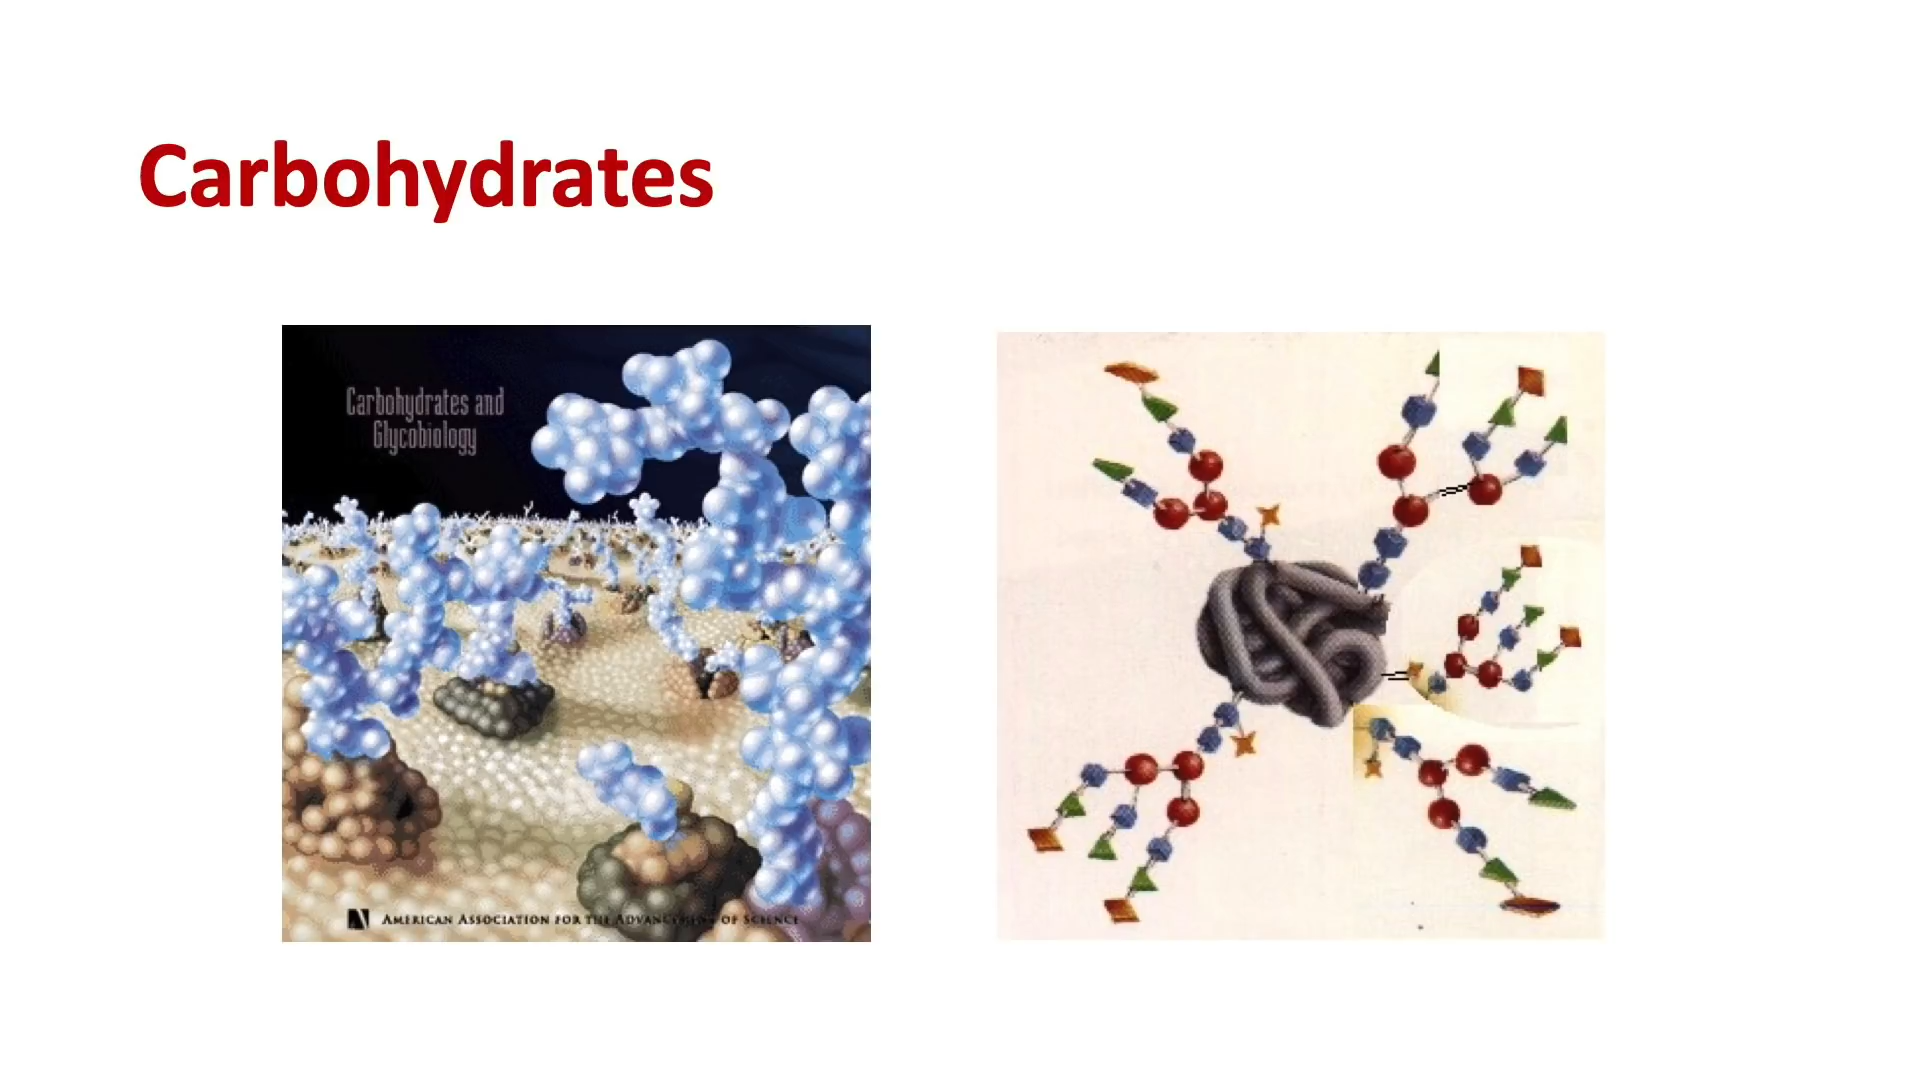 Carbohydrates
Carbohydrates and
Glycobiology
AMERICAN ASSOCIATION FOR THE ADVANCEMENT OF SCIENCE